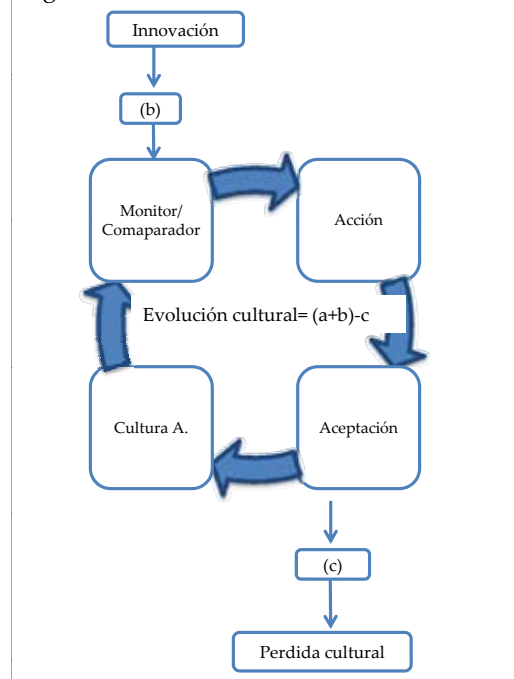 Innovación
(b)
Monitor/
Comaparador
Acción
Evolución cultural= (a+b)-c
Cultura A.
Aceptación
(c)
Perdida cultural